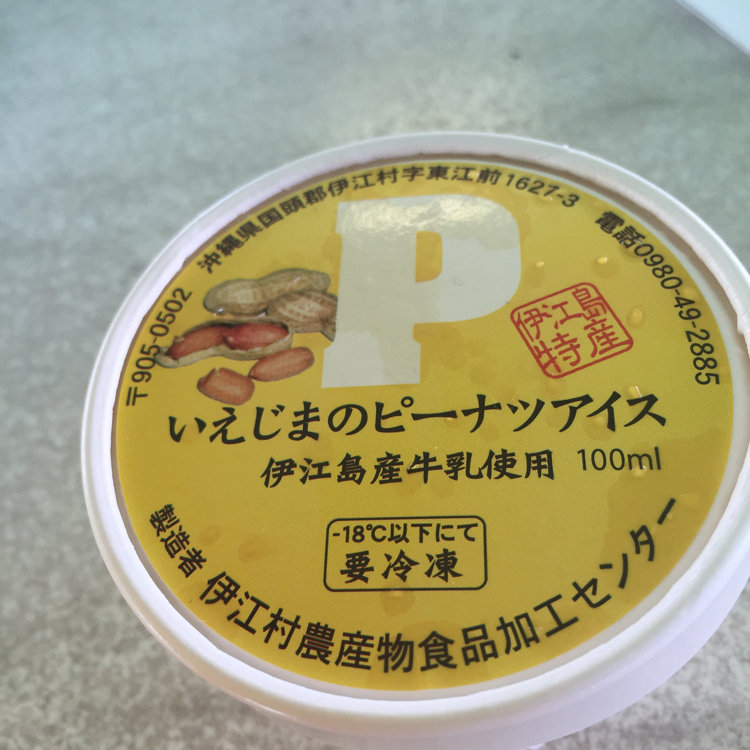 〒905-0502 沖縄県国頭郡伊江村字東江前1627-3 電話0980-49-2885
P
伊江島
特産
いえじまのピーナツアイス
伊江島産牛乳使用 100ml
-18℃以下にて
要冷凍
製造者 伊江村農産物食品加工センター